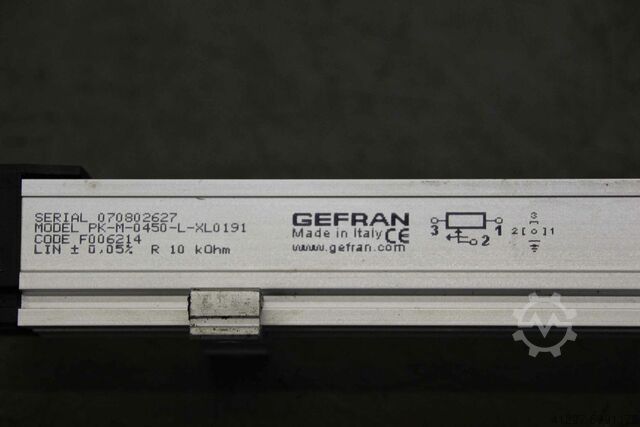 SERIAL 070802627
MODEL PK-M-0450-L-XL0191
CODE F006214
LIN ± 0,05% R 10 kOhm
GEFRAN
Made in Italy CE
www.gefran.com
3 1
2
3
2[o]1